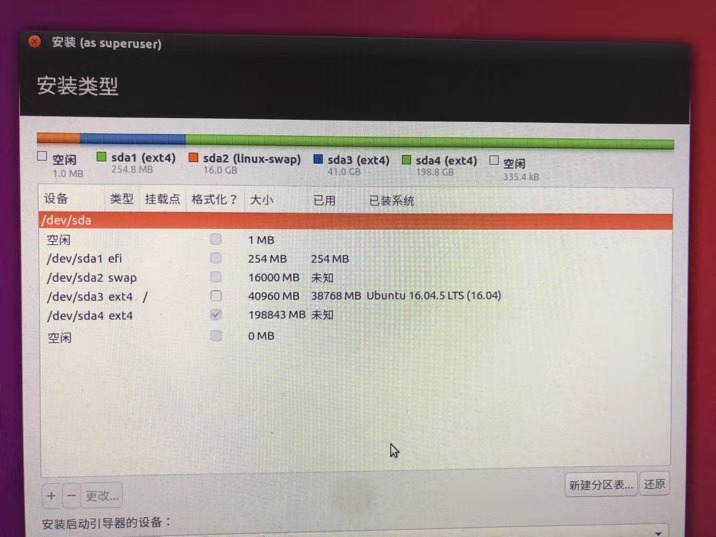 安装 (as superuser)
安装类型
空闲 sda1 (ext4) sda2 (linux-swap) sda3 (ext4) sda4 (ext4) 空闲
1.0 MB 254.8 MB 16.0 GB 41.0 GB 198.8 GB 335.4 kB
设备 类型 挂载点 格式化？ 大小 已用 已装系统
/dev/sda
空闲 1 MB
/dev/sda1 efi 254 MB 254 MB
/dev/sda2 swap 16000 MB 未知
/dev/sda3 ext4 / 40960 MB 38768 MB Ubuntu 16.04.5 LTS (16.04)
/dev/sda4 ext4 198843 MB 未知
空闲 0 MB
+ − 更改... 新建分区表... 还原
安装启动引导器的设备：